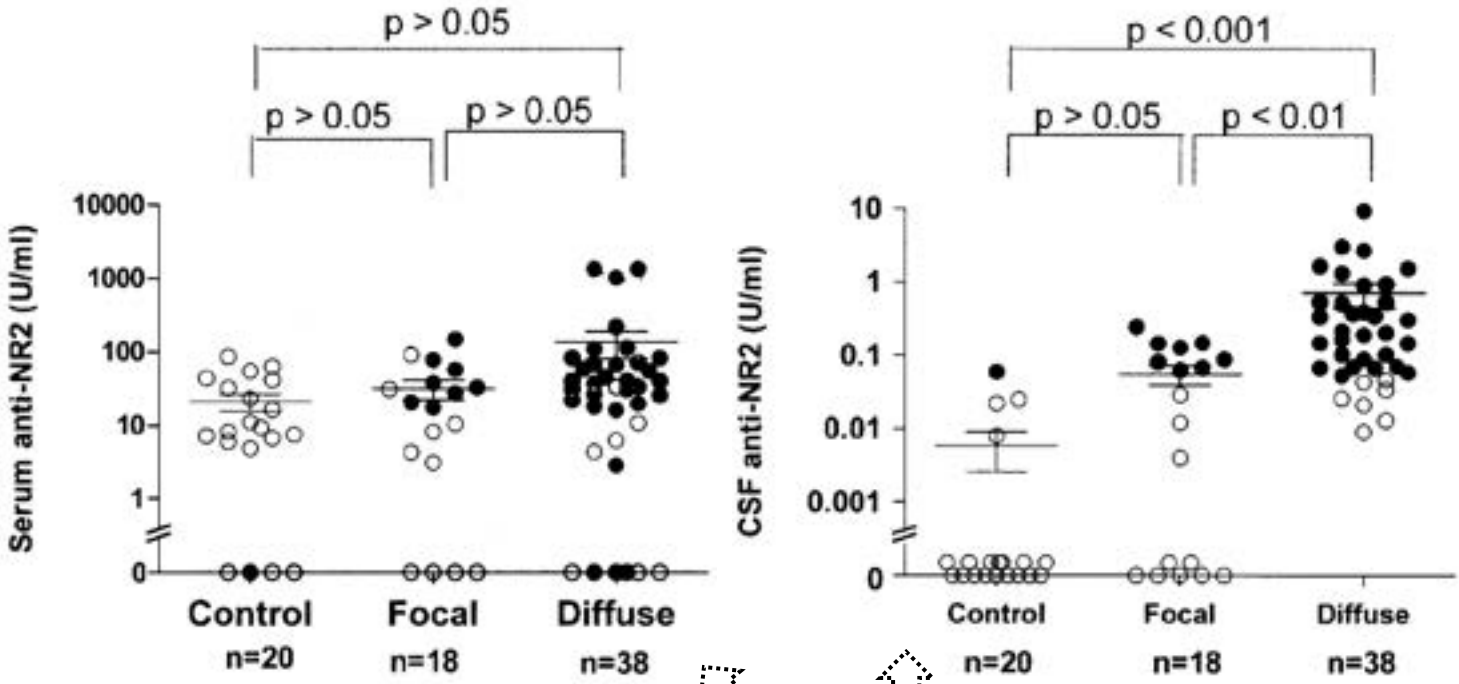 p > 0.05
p > 0.05
p > 0.05
Serum anti-NR2 (U/ml)
10000
1000
100
10
1
0
Control
Focal
Diffuse
n=20
n=18
n=38
p < 0.001
p > 0.05
p < 0.01
CSF anti-NR2 (U/ml)
10
1
0.1
0.01
0.001
0
Control
Focal
Diffuse
n=20
n=18
n=38